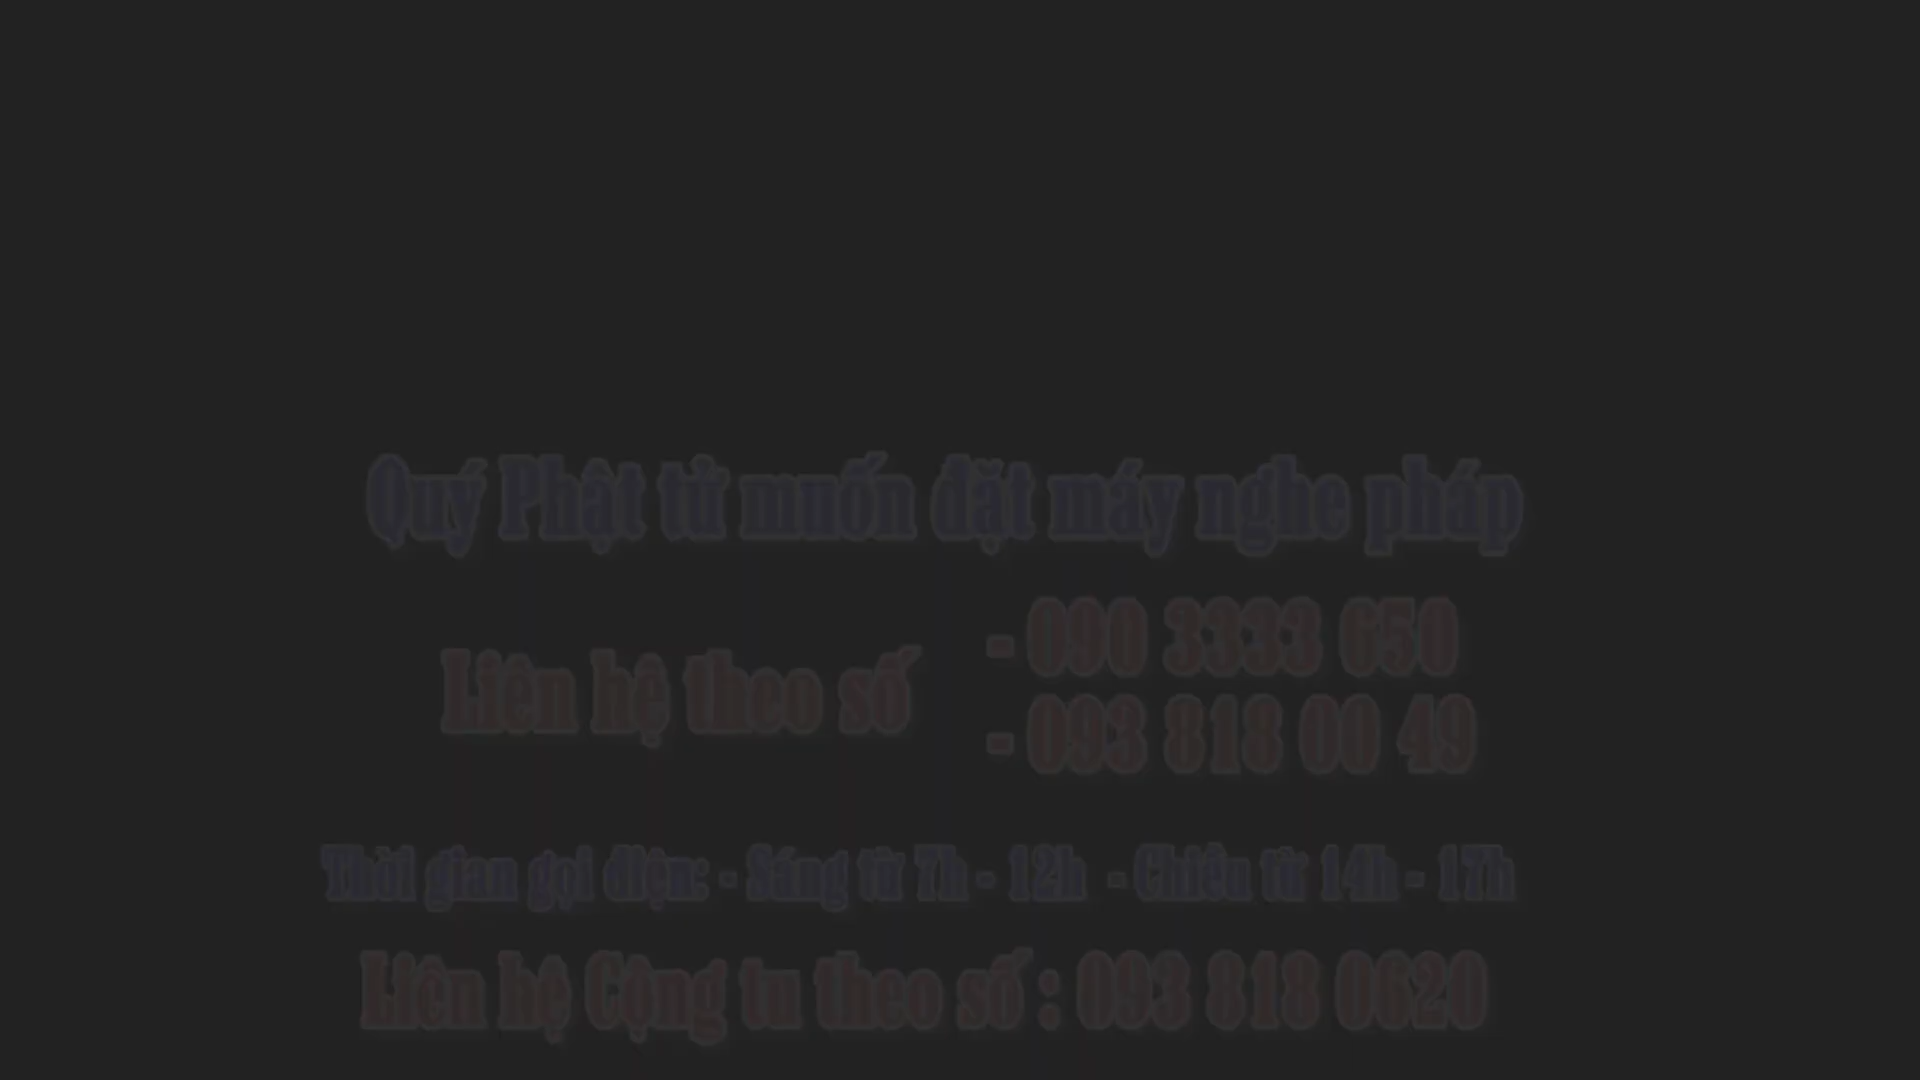 Quý Phật tử muốn đặt máy nghe pháp
Liên hệ theo số
- 090 3333 650
- 093 818 00 49
Thời gian gọi điện: - Sáng từ 7h - 12h - Chiều từ 14h - 17h
Liên hệ Cộng tu theo số : 093 818 0620